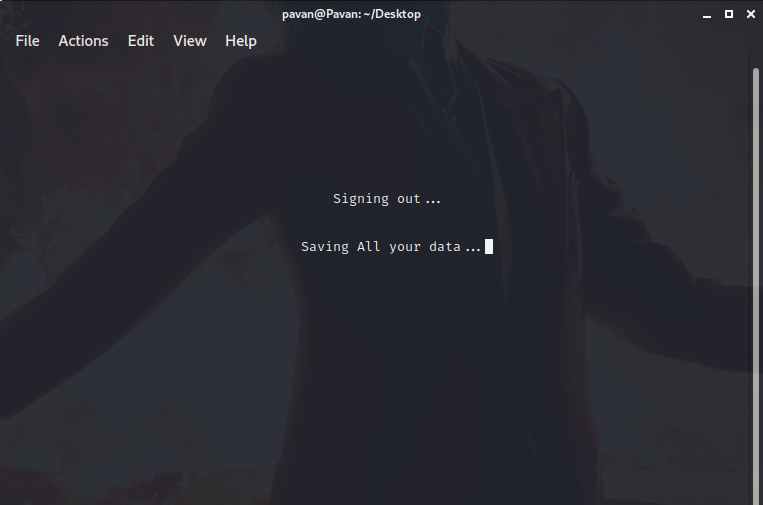 pavan@Pavan: ~/Desktop
File Actions Edit View Help
Signing out...
Saving All your data...